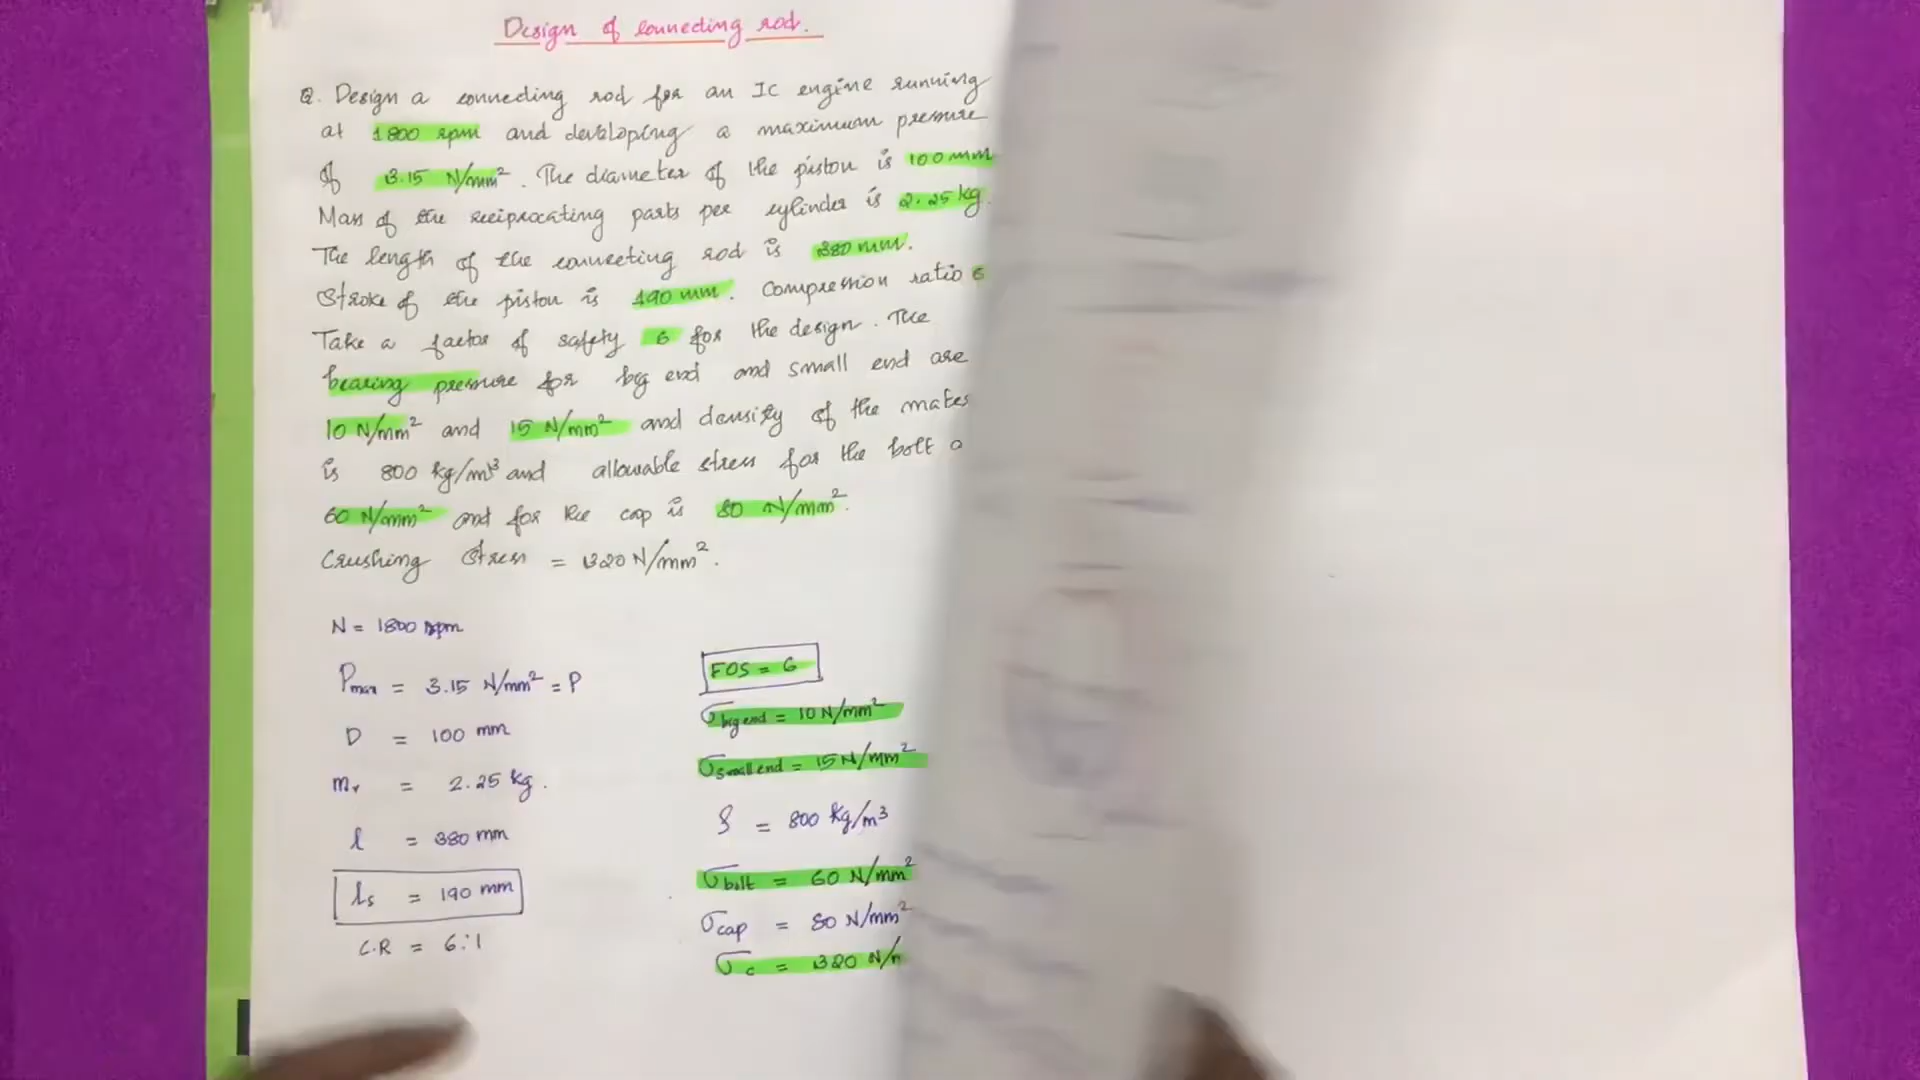 Design of connecting rod.
Q. Design a connecting rod for an IC engine running
at 1800 rpm and developing a maximum pressure
of 3.15 N/mm². The diameter of the piston is 100 mm
Mass of the reciprocating parts per cylinder is 2.25 kg.
The length of the connecting rod is 380 mm.
Stroke of the piston is 190 mm. Compression ratio 6
Take a factor of safety 6 for the design. The
bearing pressure for big end and small end are
10 N/mm² and 15 N/mm² and density of the mate
is 800 kg/m³ and allowable stress for the bolt
60 N/mm² and for the cap is 80 N/mm².
Crushing stress = 320 N/mm².
N = 1800 rpm
Pmax = 3.15 N/mm² = P
D = 100 mm
mr = 2.25 kg.
l = 380 mm
ls = 190 mm
C.R = 6:1
FOS = 6
σbig end = 10 N/mm²
σsmall end = 15 N/mm²
ρ = 800 kg/m³
σbolt = 60 N/mm²
σcap = 80 N/mm²
σc = 320 N/